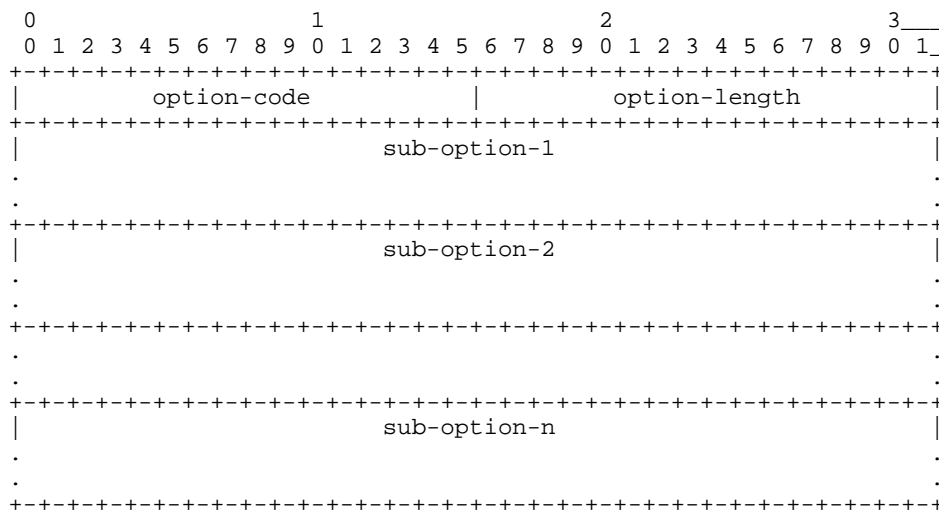 0                   1                   2                   3___
 0 1 2 3 4 5 6 7 8 9 0 1 2 3 4 5 6 7 8 9 0 1 2 3 4 5 6 7 8 9 0 1_
+-+-+-+-+-+-+-+-+-+-+-+-+-+-+-+-+-+-+-+-+-+-+-+-+-+-+-+-+-+-+-+-+
|         option-code           |         option-length         |
+-+-+-+-+-+-+-+-+-+-+-+-+-+-+-+-+-+-+-+-+-+-+-+-+-+-+-+-+-+-+-+-+
|                         sub-option-1                          |
.                                                               .
.                                                               .
+-+-+-+-+-+-+-+-+-+-+-+-+-+-+-+-+-+-+-+-+-+-+-+-+-+-+-+-+-+-+-+-+
|                         sub-option-2                          |
.                                                               .
.                                                               .
+-+-+-+-+-+-+-+-+-+-+-+-+-+-+-+-+-+-+-+-+-+-+-+-+-+-+-+-+-+-+-+-+
.                                                               .
.                                                               .
+-+-+-+-+-+-+-+-+-+-+-+-+-+-+-+-+-+-+-+-+-+-+-+-+-+-+-+-+-+-+-+-+
|                         sub-option-n                          |
.                                                               .
.                                                               .
+-+-+-+-+-+-+-+-+-+-+-+-+-+-+-+-+-+-+-+-+-+-+-+-+-+-+-+-+-+-+-+-+